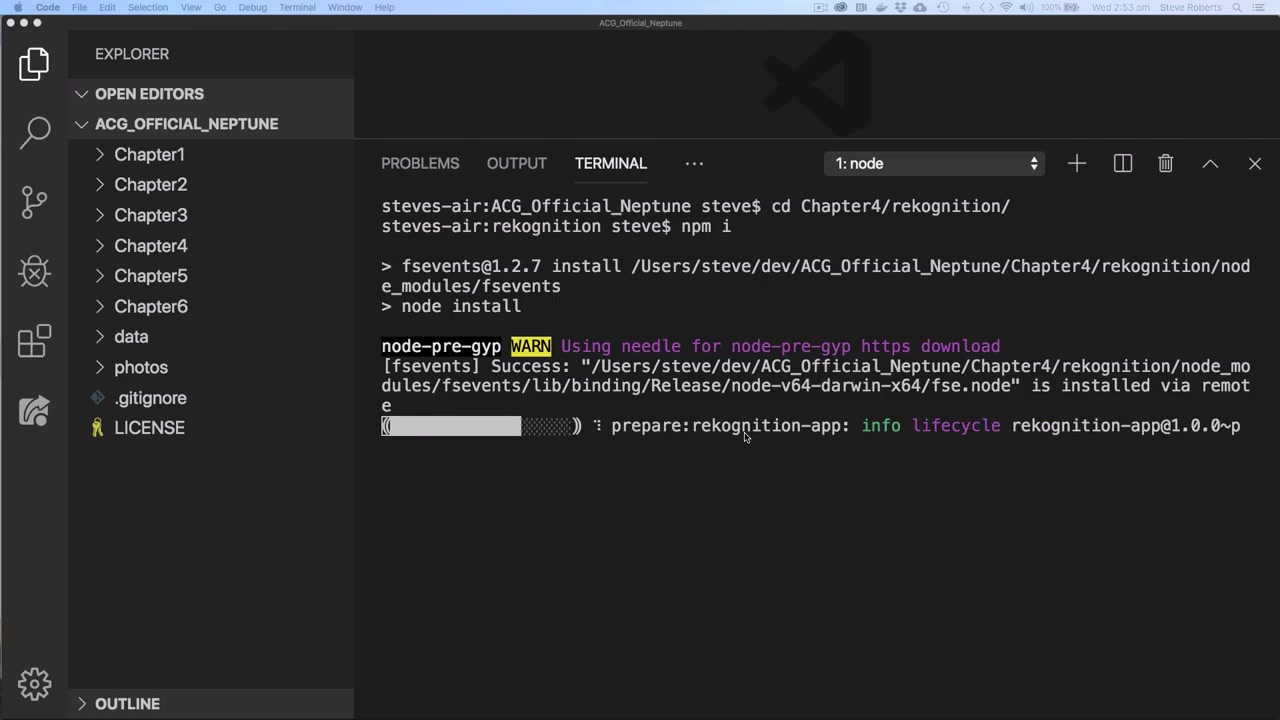 Code File Edit Selection View Go Debug Terminal Window Help 100% Wed 2:53 pm Steve Roberts
ACG_Official_Neptune
EXPLORER
OPEN EDITORS
ACG_OFFICIAL_NEPTUNE
Chapter1
Chapter2
Chapter3
Chapter4
Chapter5
Chapter6
data
photos
.gitignore
LICENSE
OUTLINE
PROBLEMS OUTPUT TERMINAL ··· 1: node
steves-air:ACG_Official_Neptune steve$ cd Chapter4/rekognition/
steves-air:rekognition steve$ npm i
> fsevents@1.2.7 install /Users/steve/dev/ACG_Official_Neptune/Chapter4/rekognition/nod
e_modules/fsevents
> node install
node-pre-gyp WARN Using needle for node-pre-gyp https download
[fsevents] Success: "/Users/steve/dev/ACG_Official_Neptune/Chapter4/rekognition/node_mo
dules/fsevents/lib/binding/Release/node-v64-darwin-x64/fse.node" is installed via remot
e
(████████░░░░) ⠹ prepare:rekognition-app: info lifecycle rekognition-app@1.0.0~p